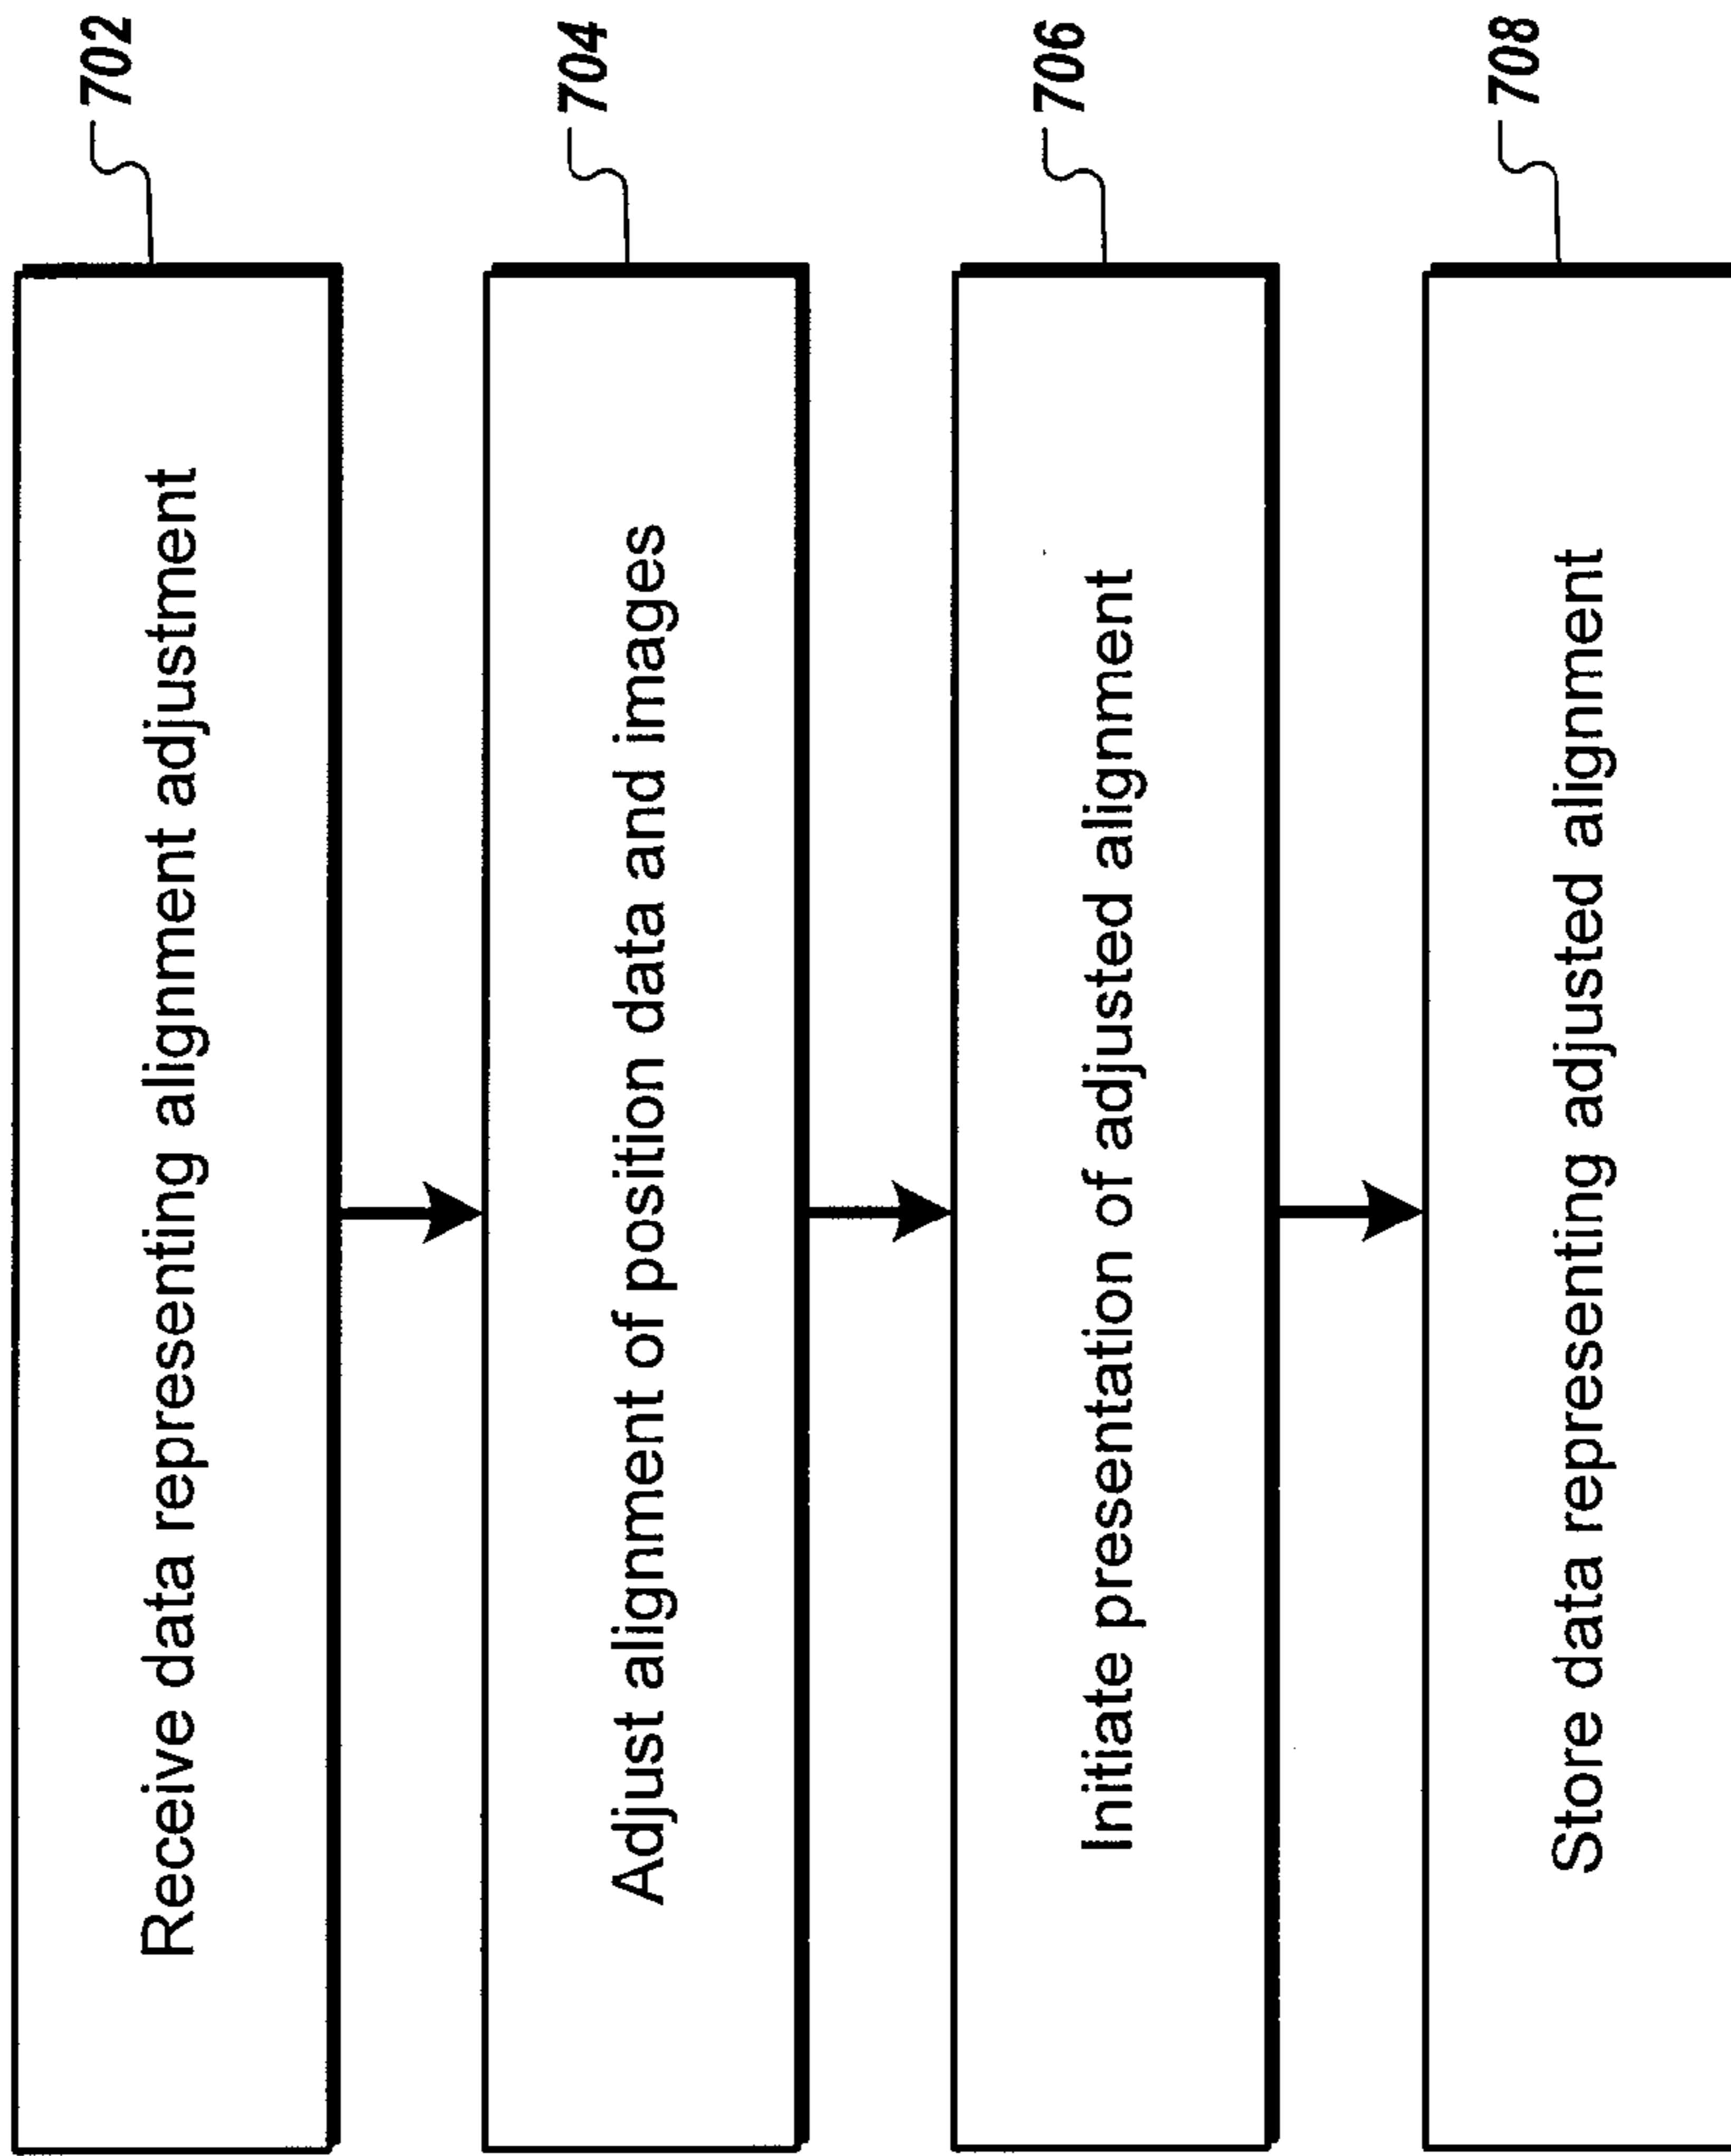 Receive data representing alignment adjustment
702
Adjust alignment of position data and images
704
Initiate presentation of adjusted alignment
706
Store data representing adjusted alignment
708